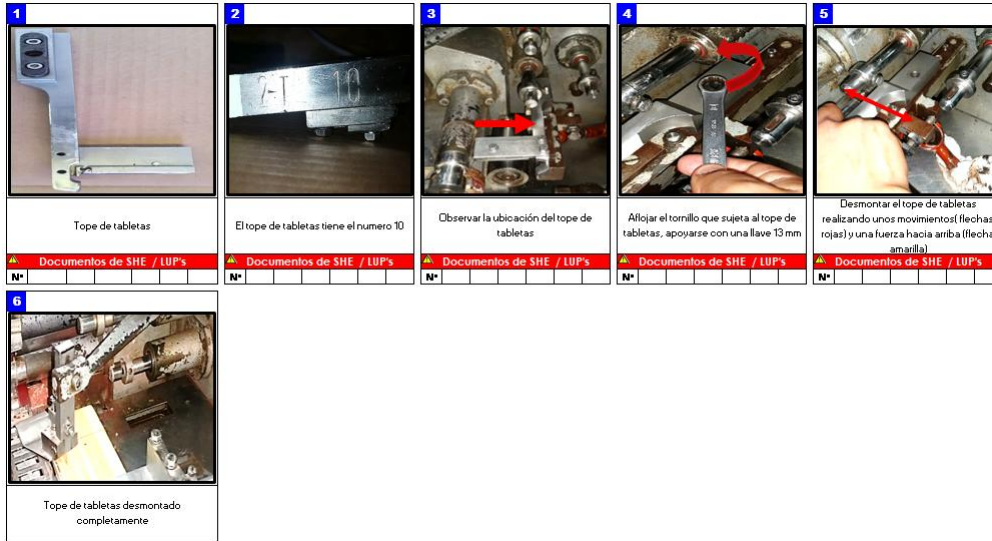 1
2
3
4
5
2-T 10
Tope de tabletas
El tope de tabletas tiene el numero 10
Observar la ubicación del tope de
tabletas
Aflojar el tornillo que sujeta al tope de
tabletas, apoyarse con una llave 13 mm
Desmontar el tope de tabletas
realizando unos movimientos( flechas
rojas) y una fuerza hacia arriba (flecha
amarilla)
Documentos de SHE / LUP's
Documentos de SHE / LUP's
Documentos de SHE / LUP's
Documentos de SHE / LUP's
Documentos de SHE / LUP's
N°
N°
N°
N°
N°
6
Tope de tabletas desmontado
completamente